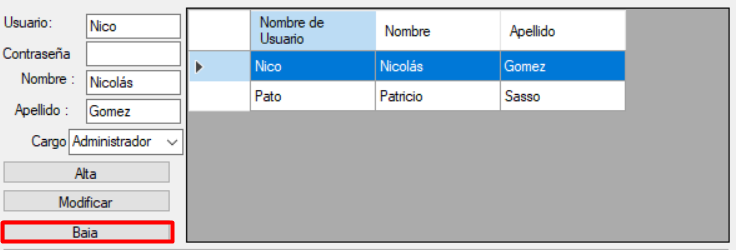 Usuario: Nico
Contraseña
Nombre : Nicolás
Apellido : Gomez
Cargo Administrador
Alta
Modificar
Baja
Nombre de Usuario Nombre Apellido
Nico Nicolás Gomez
Pato Patricio Sasso